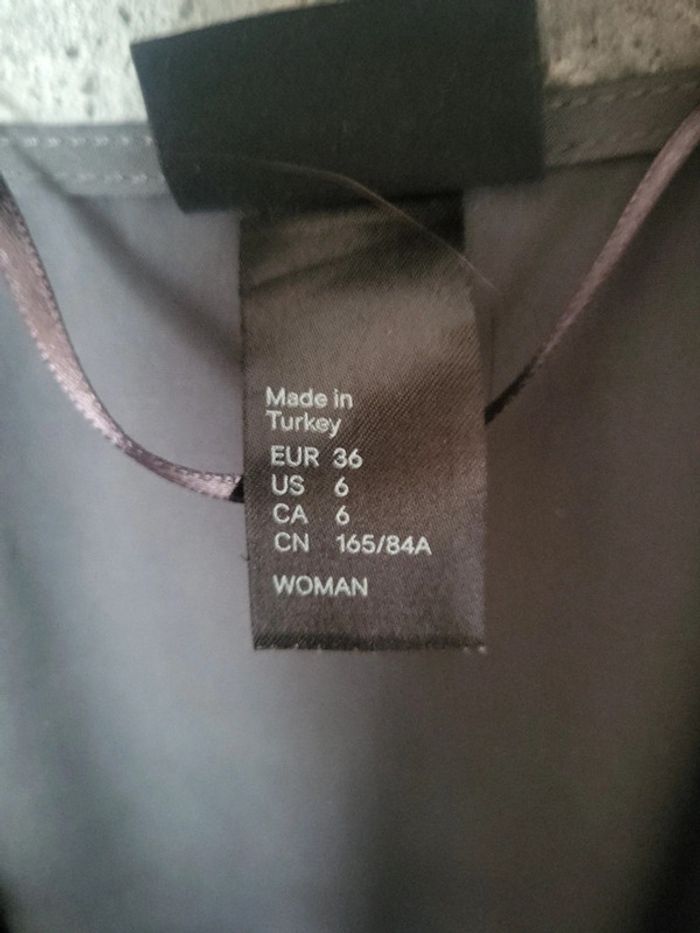 Made in
Turkey
EUR 36
US 6
CA 6
CN 165/84A
WOMAN